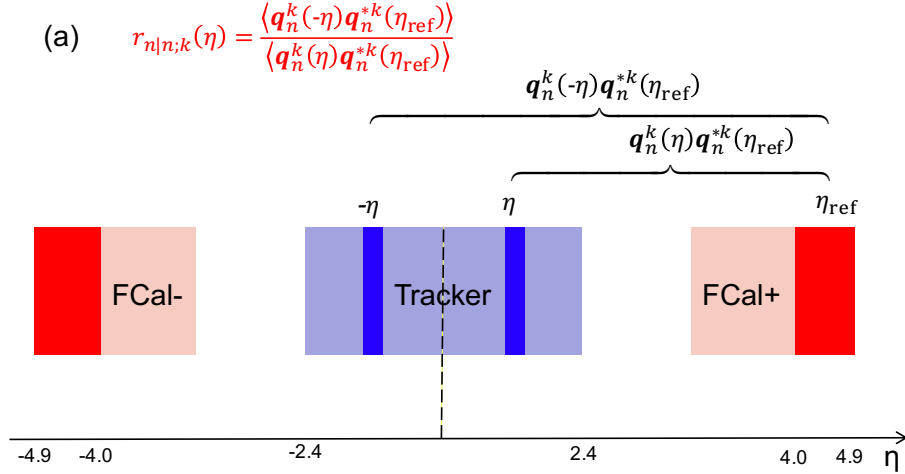 (a) r_{n|n;k}(η) = ⟨q_n^k(-η)q_n^{*k}(η_ref)⟩ / ⟨q_n^k(η)q_n^{*k}(η_ref)⟩
q_n^k(-η)q_n^{*k}(η_ref)
q_n^k(η)q_n^{*k}(η_ref)
-η η η_ref
FCal- Tracker FCal+
-4.9 -4.0 -2.4 2.4 4.0 4.9 η